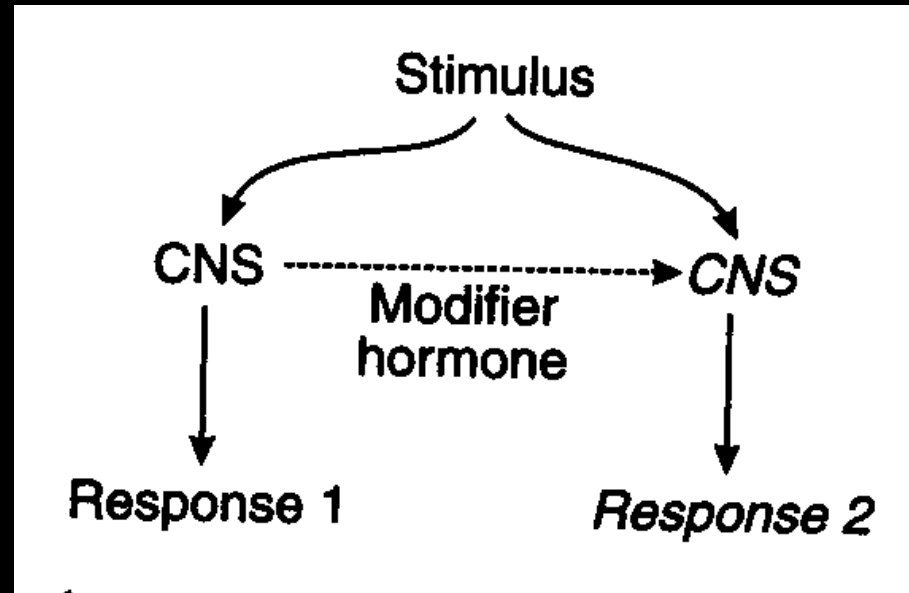 Stimulus
CNS
CNS
Modifier
hormone
Response 1
Response 2